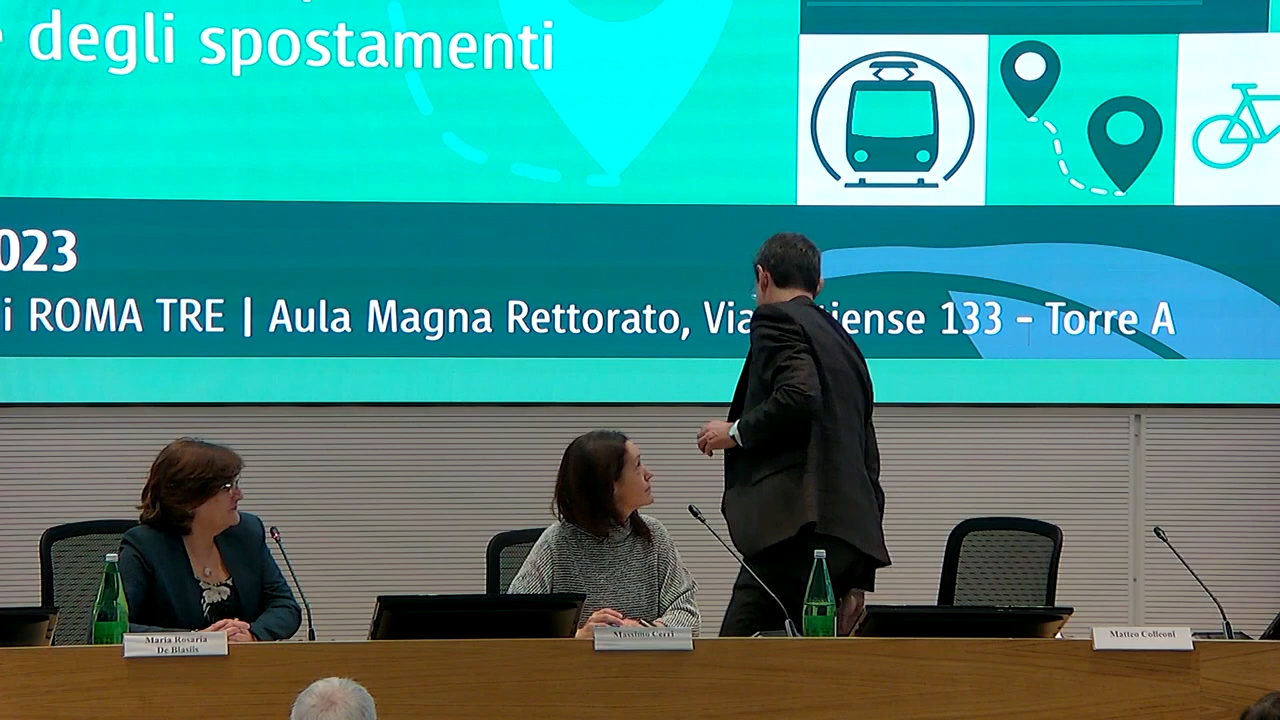 degli spostamenti
023
i ROMA TRE | Aula Magna Rettorato, Via iense 133 - Torre A
Maria Rosaria
De Blasiis
Massimo Cerri
Matteo Colleoni